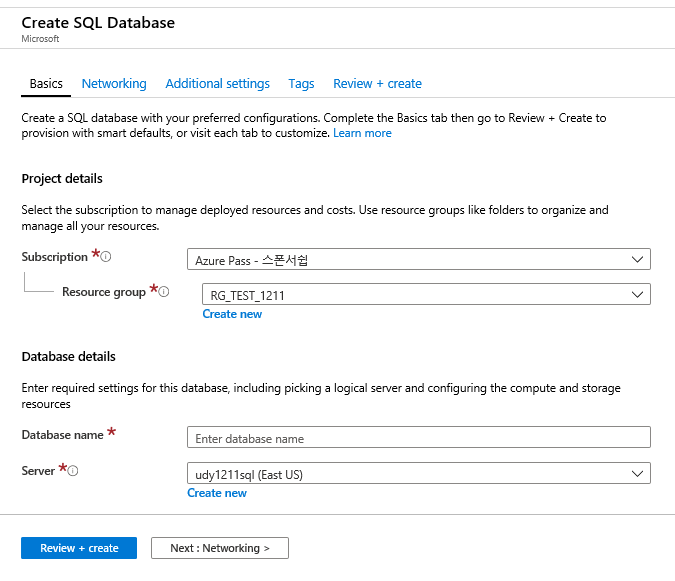 Create SQL Database
Microsoft
Basics Networking Additional settings Tags Review + create
Create a SQL database with your preferred configurations. Complete the Basics tab then go to Review + Create to
provision with smart defaults, or visit each tab to customize. Learn more
Project details
Select the subscription to manage deployed resources and costs. Use resource groups like folders to organize and
manage all your resources.
Subscription *
Azure Pass - 스폰서쉽
Resource group *
RG_TEST_1211
Create new
Database details
Enter required settings for this database, including picking a logical server and configuring the compute and storage
resources
Database name *
Enter database name
Server *
udy1211sql (East US)
Create new
Review + create
Next : Networking >